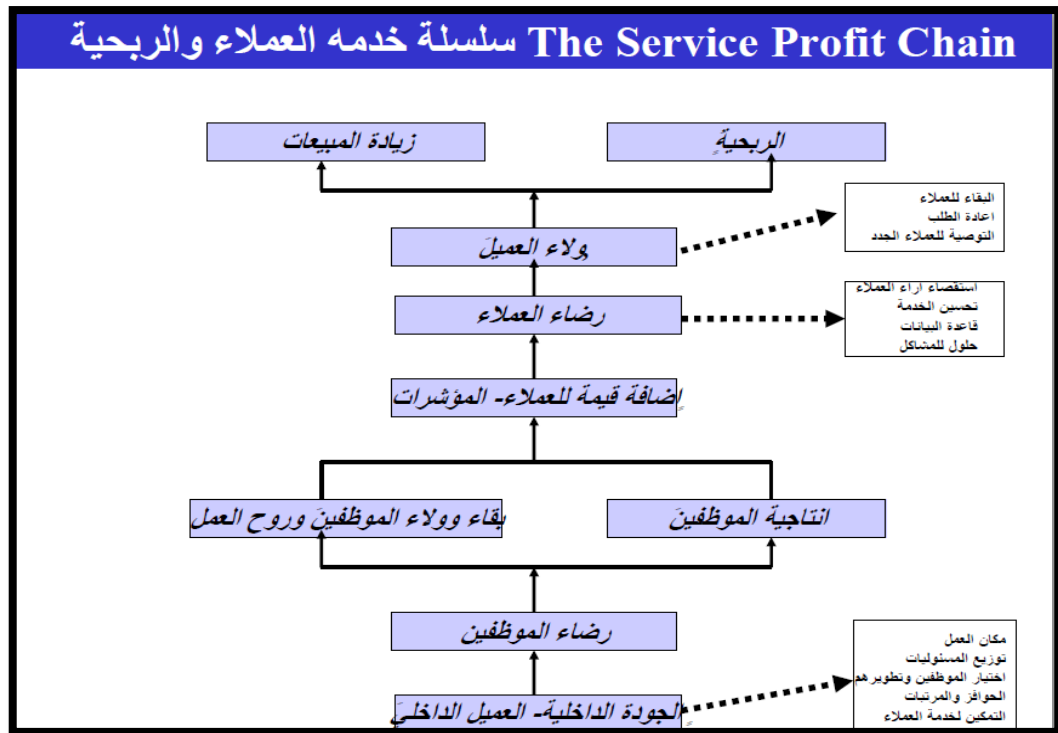 The Service Profit Chain سلسلة خدمه العملاء والربحية
الربحية
زيادة المبيعات
البقاء للعملاء
اعادة الطلب
التوصية للعملاء الجدد
ولاء العميل
استقصاء اراء العملاء
تحسين الخدمة
قاعدة البيانات
حلول للمشاكل
رضاء العملاء
إضافة قيمة للعملاء- المؤشرات
انتاجية الموظفين
بقاء وولاء الموظفين وروح العمل
رضاء الموظفين
مكان العمل
توزيع المسئوليات
اختيار الموظفين وتطويرهم
الحوافز والمرتبات
التمكين لخدمة العملاء
الجودة الداخلية- العميل الداخلي